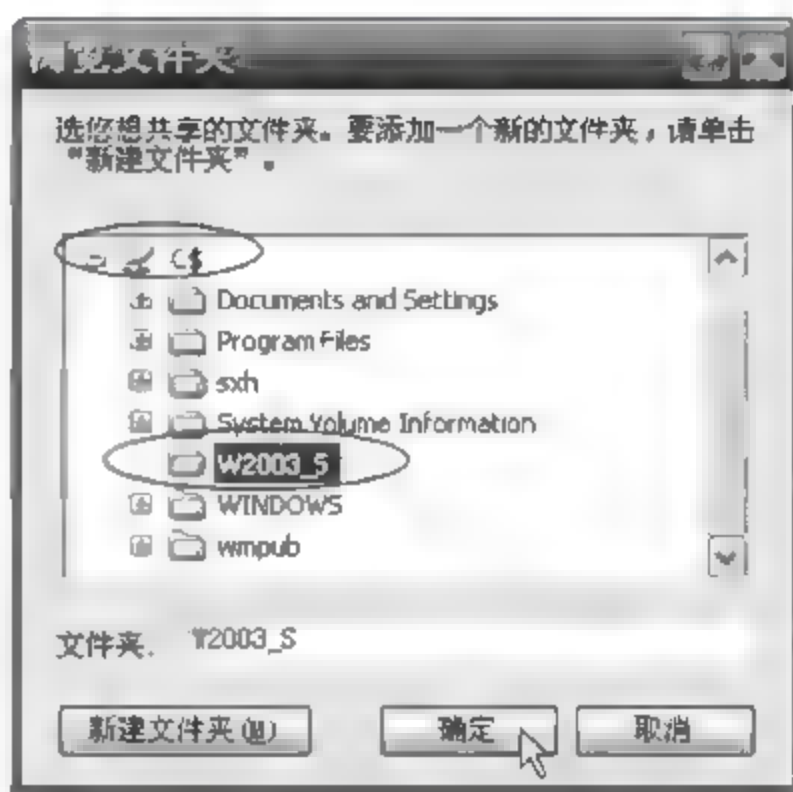 浏览文件夹
选您想共享的文件夹。要添加一个新的文件夹，请单击
“新建文件夹”。
C$
Documents and Settings
Program Files
sxh
System Volume Information
W2003_S
WINDOWS
wmpub
文件夹. W2003_S
新建文件夹(M) 确定 取消